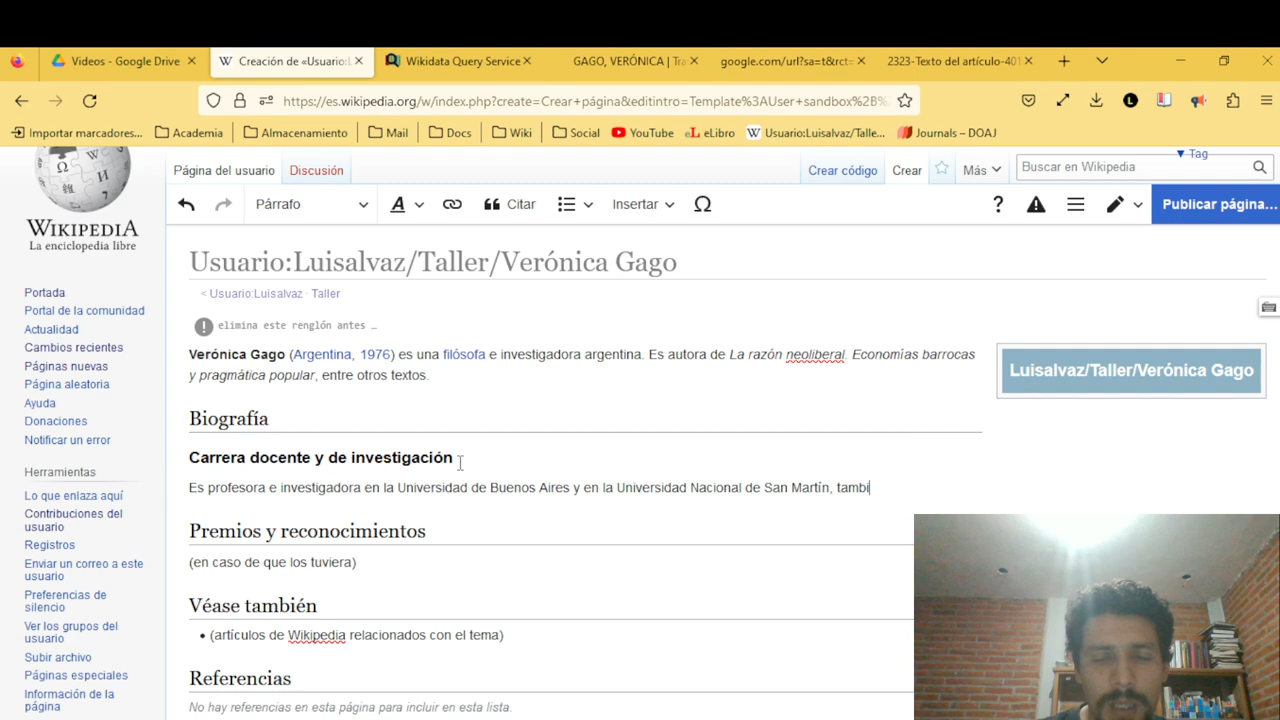 Videos - Google Drive
Creación de «Usuario:L
Wikidata Query Service
GAGO, VERÓNICA | Tra
google.com/url?sa=t&rct=
2323-Texto del artículo-401
https://es.wikipedia.org/w/index.php?create=Crear+página&editintro=Template%3AUser+sandbox%2B%
Importar marcadores...
Academia
Almacenamiento
Mail
Docs
Wiki
Social
YouTube
eLibro
Usuario:Luisalvaz/Talle...
Journals – DOAJ
Tag
Página del usuario
Discusión
Crear código
Crear
Más
Buscar en Wikipedia
Párrafo
A
Citar
Insertar
Ω
?
Publicar página...
WIKIPEDIA
La enciclopedia libre
Portada
Portal de la comunidad
Actualidad
Cambios recientes
Páginas nuevas
Página aleatoria
Ayuda
Donaciones
Notificar un error
Herramientas
Lo que enlaza aquí
Contribuciones del
usuario
Registros
Enviar un correo a este
usuario
Preferencias de
silencio
Ver los grupos del
usuario
Subir archivo
Páginas especiales
Información de la
página
Usuario:Luisalvaz/Taller/Verónica Gago
< Usuario:Luisalvaz · Taller
elimina este renglón antes …
Verónica Gago (Argentina, 1976) es una filósofa e investigadora argentina. Es autora de La razón neoliberal. Economías barrocas
y pragmática popular, entre otros textos.
Luisalvaz/Taller/Verónica Gago
Biografía
Carrera docente y de investigación
Es profesora e investigadora en la Universidad de Buenos Aires y en la Universidad Nacional de San Martín, tambi
Premios y reconocimientos
(en caso de que los tuviera)
Véase también
• (artículos de Wikipedia relacionados con el tema)
Referencias
No hay referencias en esta página para incluir en esta lista.